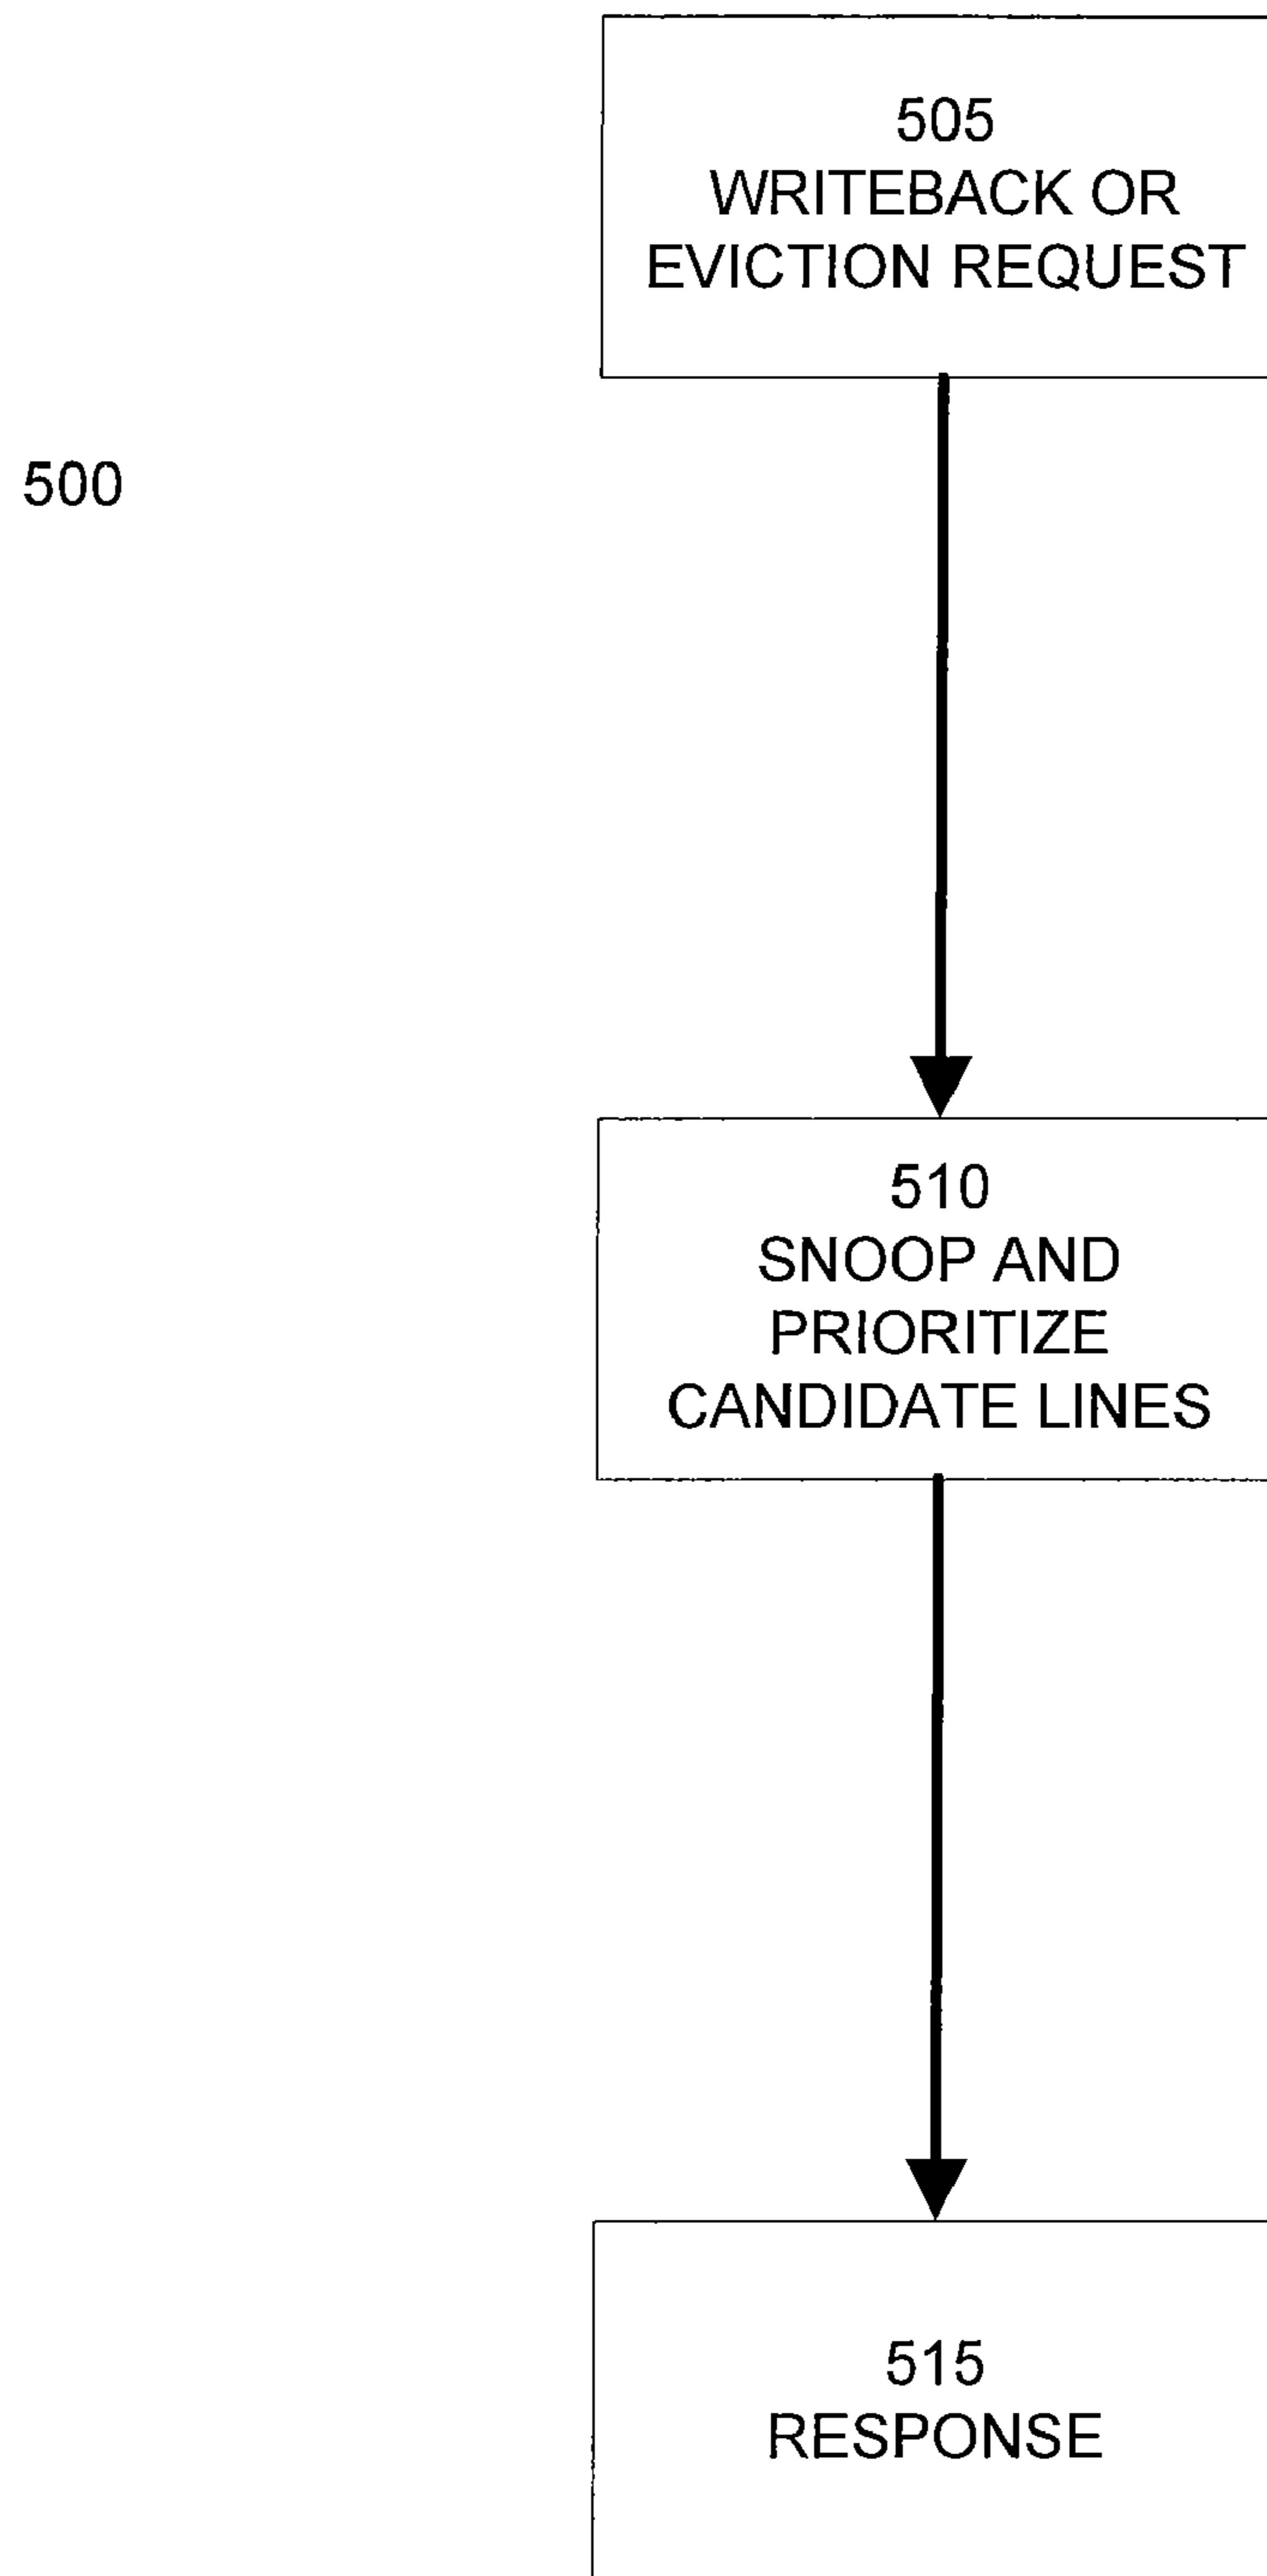 505
WRITEBACK OR
EVICTION REQUEST
500
510
SNOOP AND
PRIORITIZE
CANDIDATE LINES
515
RESPONSE